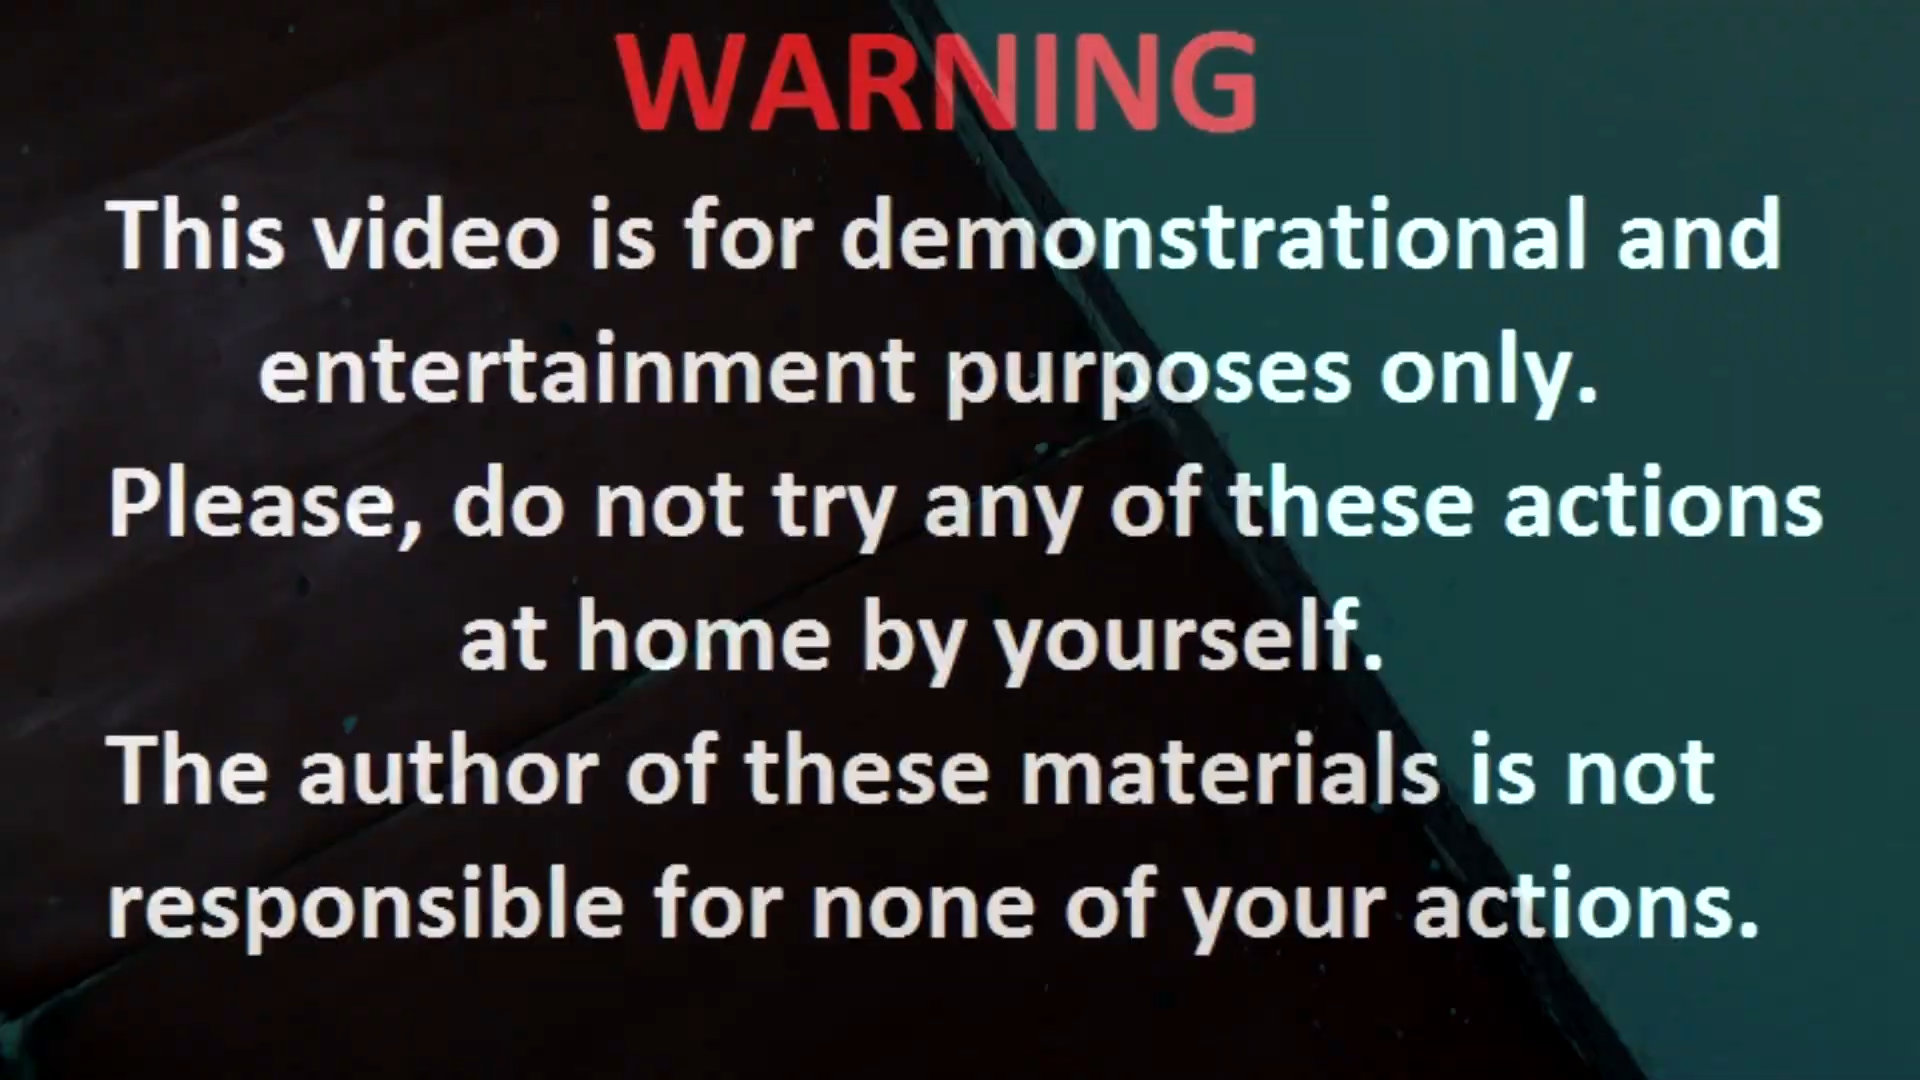 WARNING
This video is for demonstrational and
entertainment purposes only.
Please, do not try any of these actions
at home by yourself.
The author of these materials is not
responsible for none of your actions.